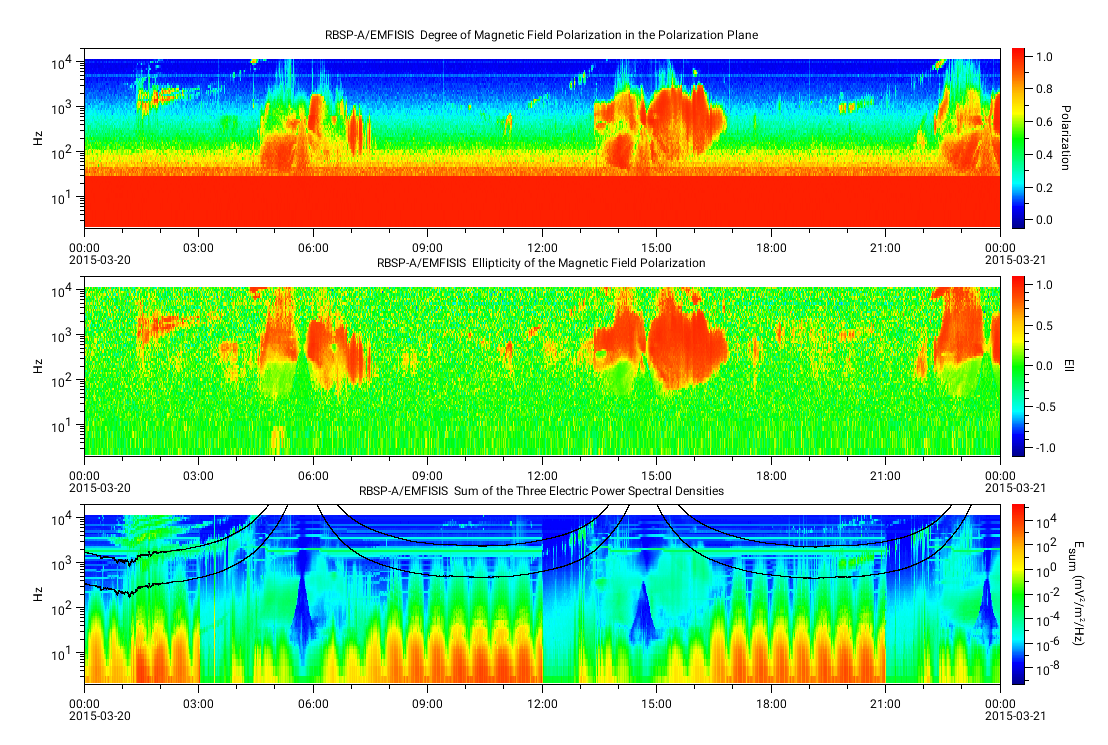 RBSP-A/EMFISIS Degree of Magnetic Field Polarization in the Polarization Plane
10⁴
10³
10²
10¹
Hz
1.0
0.8
0.6
0.4
0.2
0.0
Polarization
00:00 03:00 06:00 09:00 12:00 15:00 18:00 21:00 00:00
2015-03-20 2015-03-21
RBSP-A/EMFISIS Ellipticity of the Magnetic Field Polarization
10⁴
10³
10²
10¹
Hz
1.0
0.5
0.0
-0.5
-1.0
Ell
00:00 03:00 06:00 09:00 12:00 15:00 18:00 21:00 00:00
2015-03-20 2015-03-21
RBSP-A/EMFISIS Sum of the Three Electric Power Spectral Densities
10⁴
10³
10²
10¹
Hz
10⁴
10²
10⁰
10⁻²
10⁻⁴
10⁻⁶
10⁻⁸
Esum (mV²/m²/Hz)
00:00 03:00 06:00 09:00 12:00 15:00 18:00 21:00 00:00
2015-03-20 2015-03-21